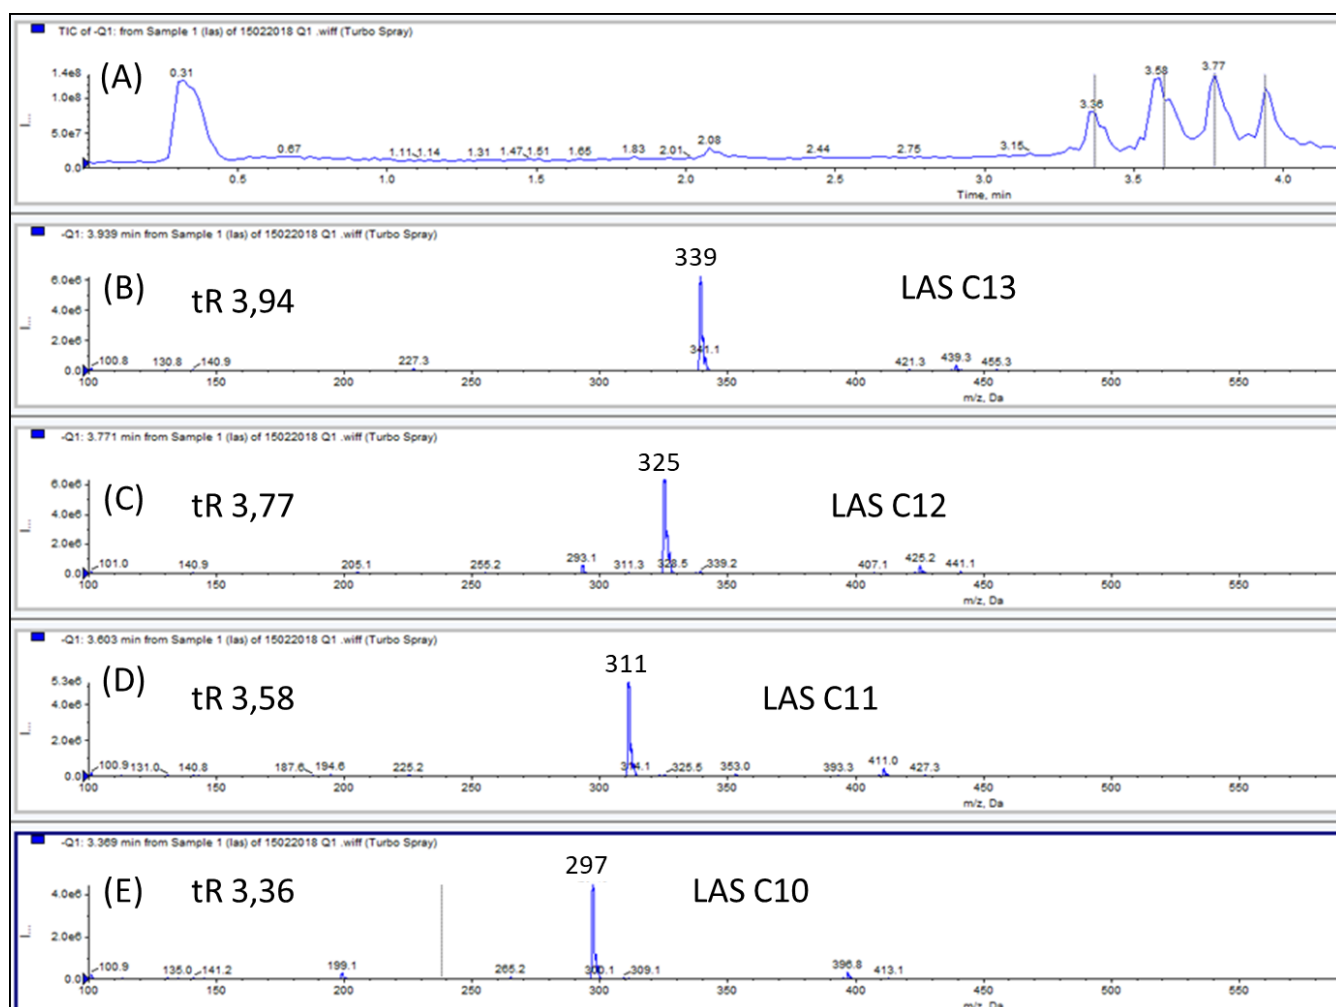 TIC of -Q1: from Sample 1 (las) of 15022018 Q1 .wiff (Turbo Spray)
(A)
1.4e8
1.0e8
5.0e7
0.0
0.31 0.67 1.11 1.14 1.31 1.47 1.51 1.65 1.83 2.01 2.08 2.44 2.75 3.15 3.36 3.58 3.77
0.5 1.0 1.5 2.0 2.5 3.0 3.5 4.0
Time, min
-Q1: 3.939 min from Sample 1 (las) of 15022018 Q1 .wiff (Turbo Spray)
339
(B) tR 3,94 LAS C13
6.0e6
4.0e6
2.0e6
0.0
100.8 130.8 140.9 227.3 341.1 421.3 439.3 455.3
100 150 200 250 300 350 400 450 500 550
m/z, Da
-Q1: 3.771 min from Sample 1 (las) of 15022018 Q1 .wiff (Turbo Spray)
325
(C) tR 3,77 LAS C12
6.0e6
4.0e6
2.0e6
0.0
101.0 140.9 205.1 255.2 293.1 311.3 339.2 407.1 425.2 441.1
100 150 200 250 300 350 400 450 500 550
m/z, Da
-Q1: 3.603 min from Sample 1 (las) of 15022018 Q1 .wiff (Turbo Spray)
311
(D) tR 3,58 LAS C11
5.3e6
4.0e6
2.0e6
0.0
100.9 131.0 140.8 187.6 194.6 225.2 325.5 353.0 393.3 411.0 427.3
100 150 200 250 300 350 400 450 500 550
m/z, Da
-Q1: 3.369 min from Sample 1 (las) of 15022018 Q1 .wiff (Turbo Spray)
297
(E) tR 3,36 LAS C10
4.0e6
2.0e6
0.0
100.9 135.0 141.2 199.1 265.2 300.1 309.1 396.8 413.1
100 150 200 250 300 350 400 450 500 550
m/z, Da